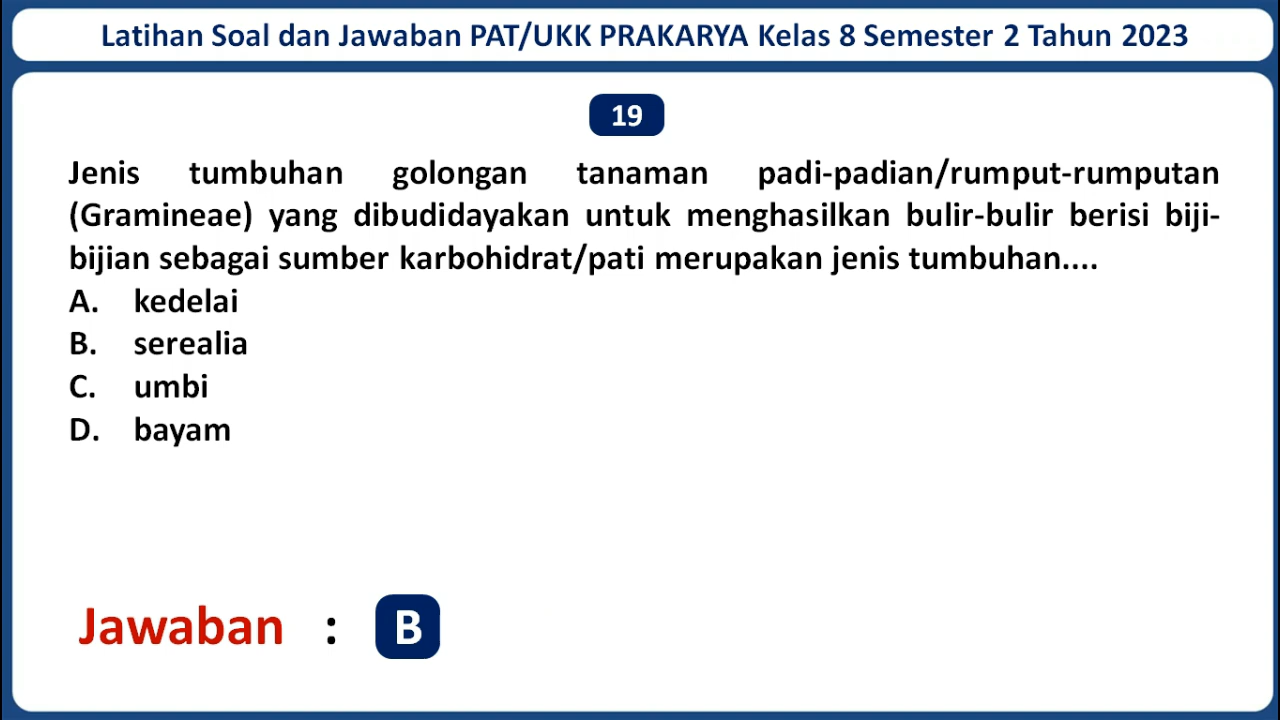 Latihan Soal dan Jawaban PAT/UKK PRAKARYA Kelas 8 Semester 2 Tahun 2023
19
Jenis tumbuhan golongan tanaman padi-padian/rumput-rumputan
(Gramineae) yang dibudidayakan untuk menghasilkan bulir-bulir berisi biji-
bijian sebagai sumber karbohidrat/pati merupakan jenis tumbuhan....
A. kedelai
B. serealia
C. umbi
D. bayam
Jawaban : B